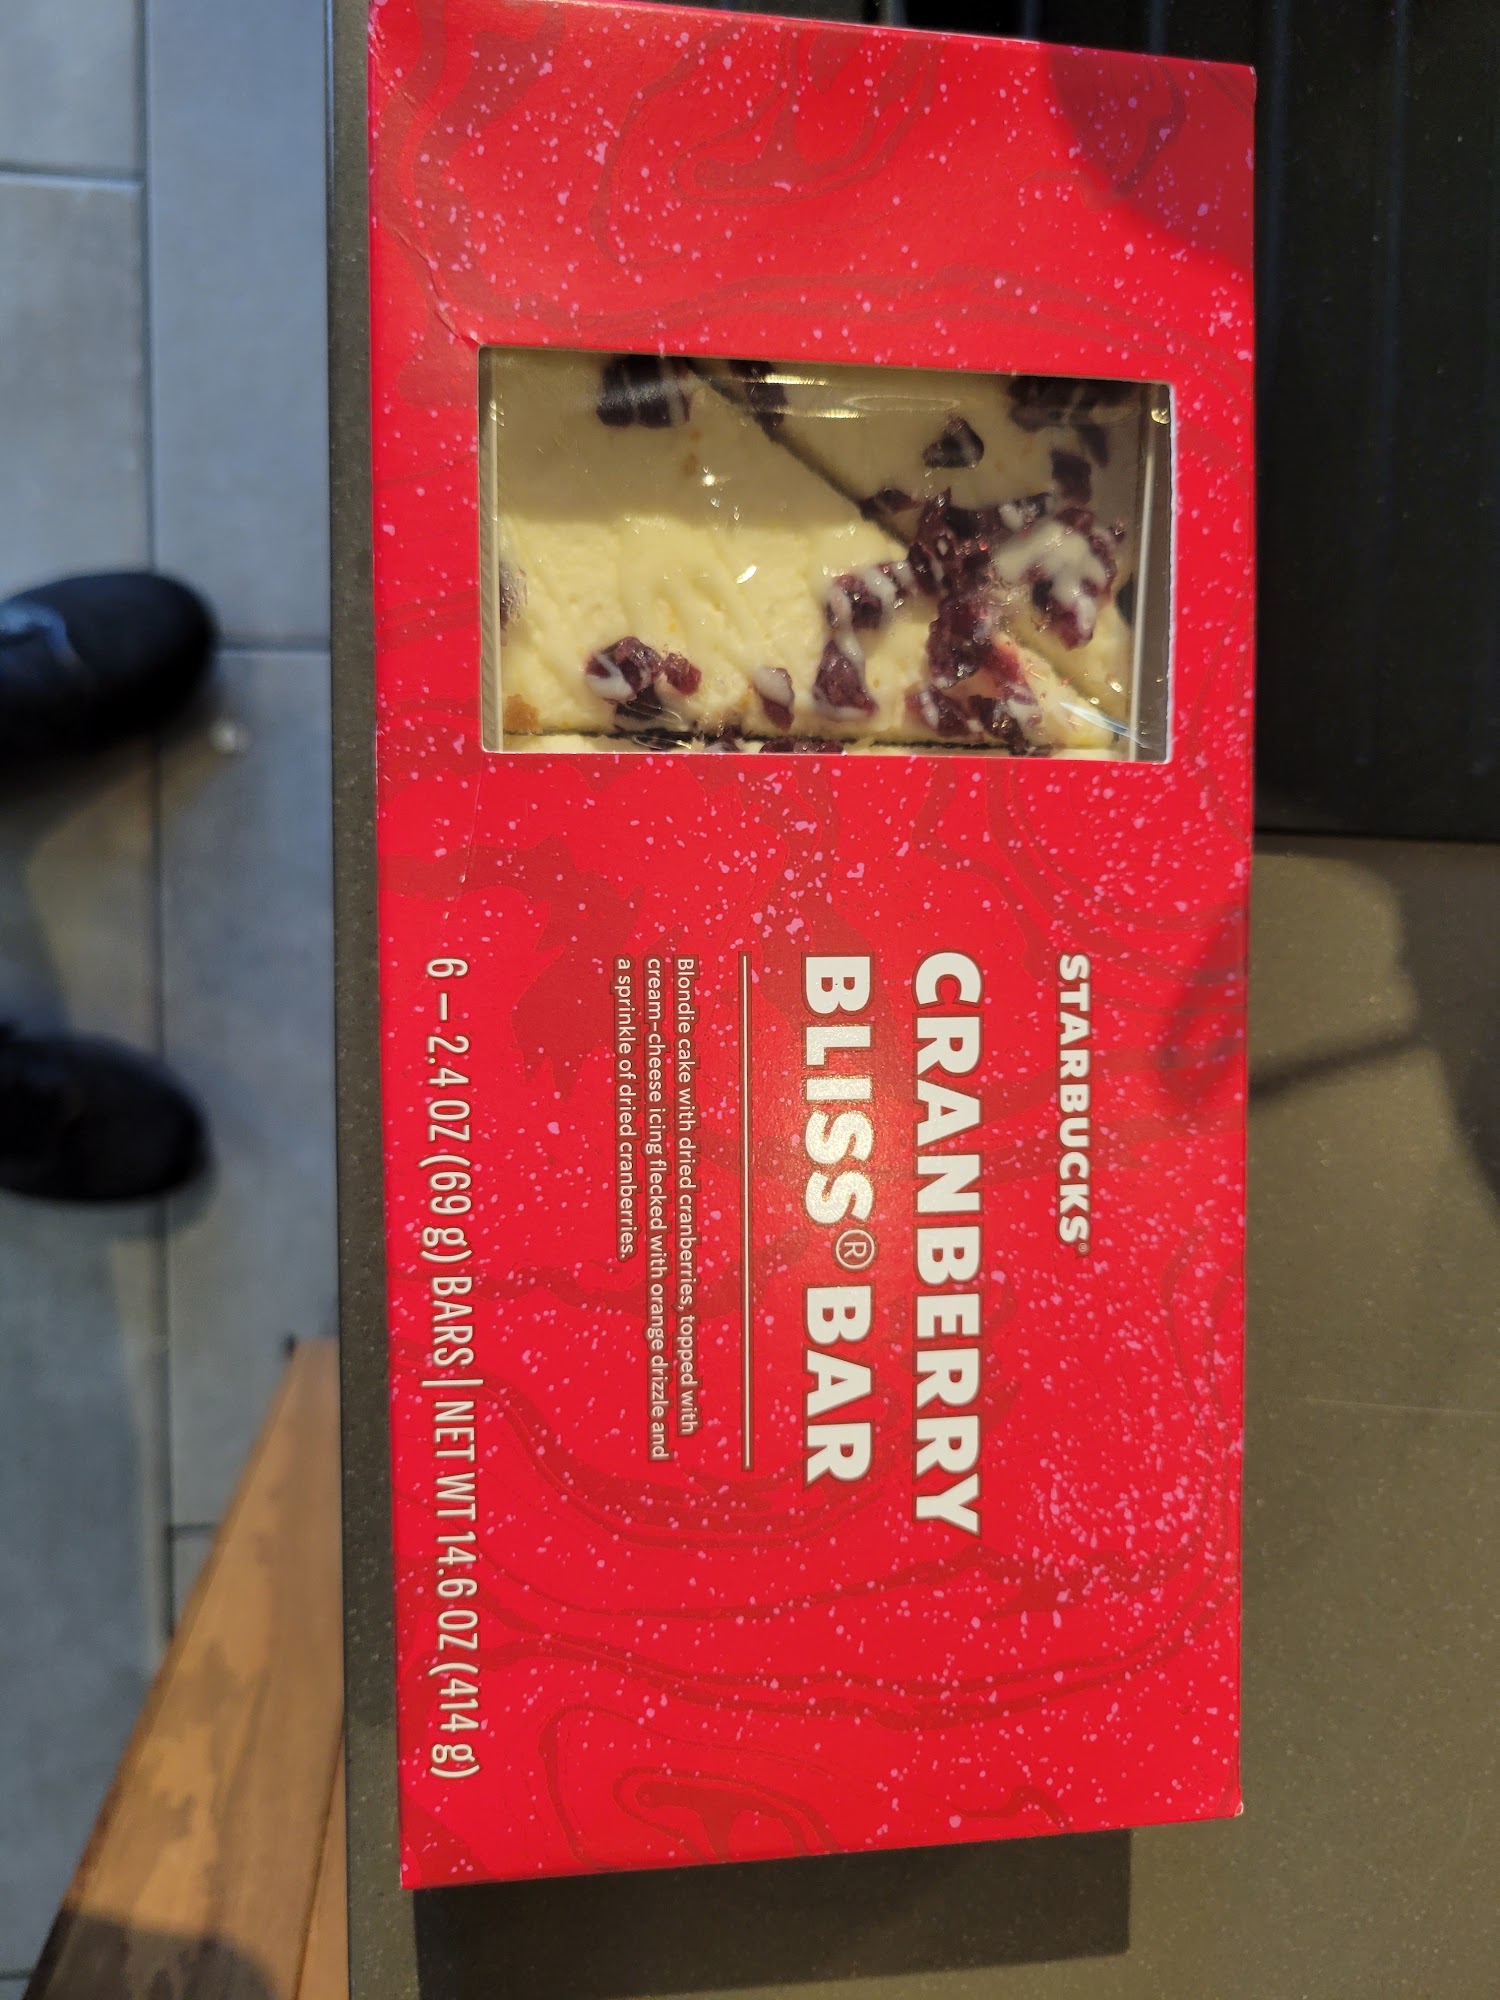 STARBUCKS®
CRANBERRY
BLISS® BAR
Blondie cake with dried cranberries, topped with
cream-cheese icing flecked with orange drizzle and
a sprinkle of dried cranberries.
6 – 2.4 OZ (69 g) BARS | NET WT 14.6 OZ (414 g)